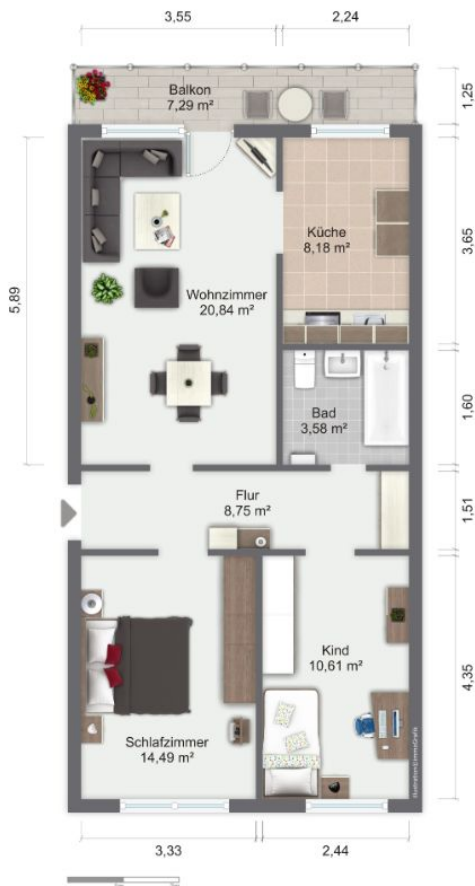 3,55
2,24
Balkon
7,29 m²
1,25
Küche
8,18 m²
3,65
5,89
Wohnzimmer
20,84 m²
Bad
3,58 m²
1,60
Flur
8,75 m²
1,51
Kind
10,61 m²
4,35
Schlafzimmer
14,49 m²
3,33
2,44